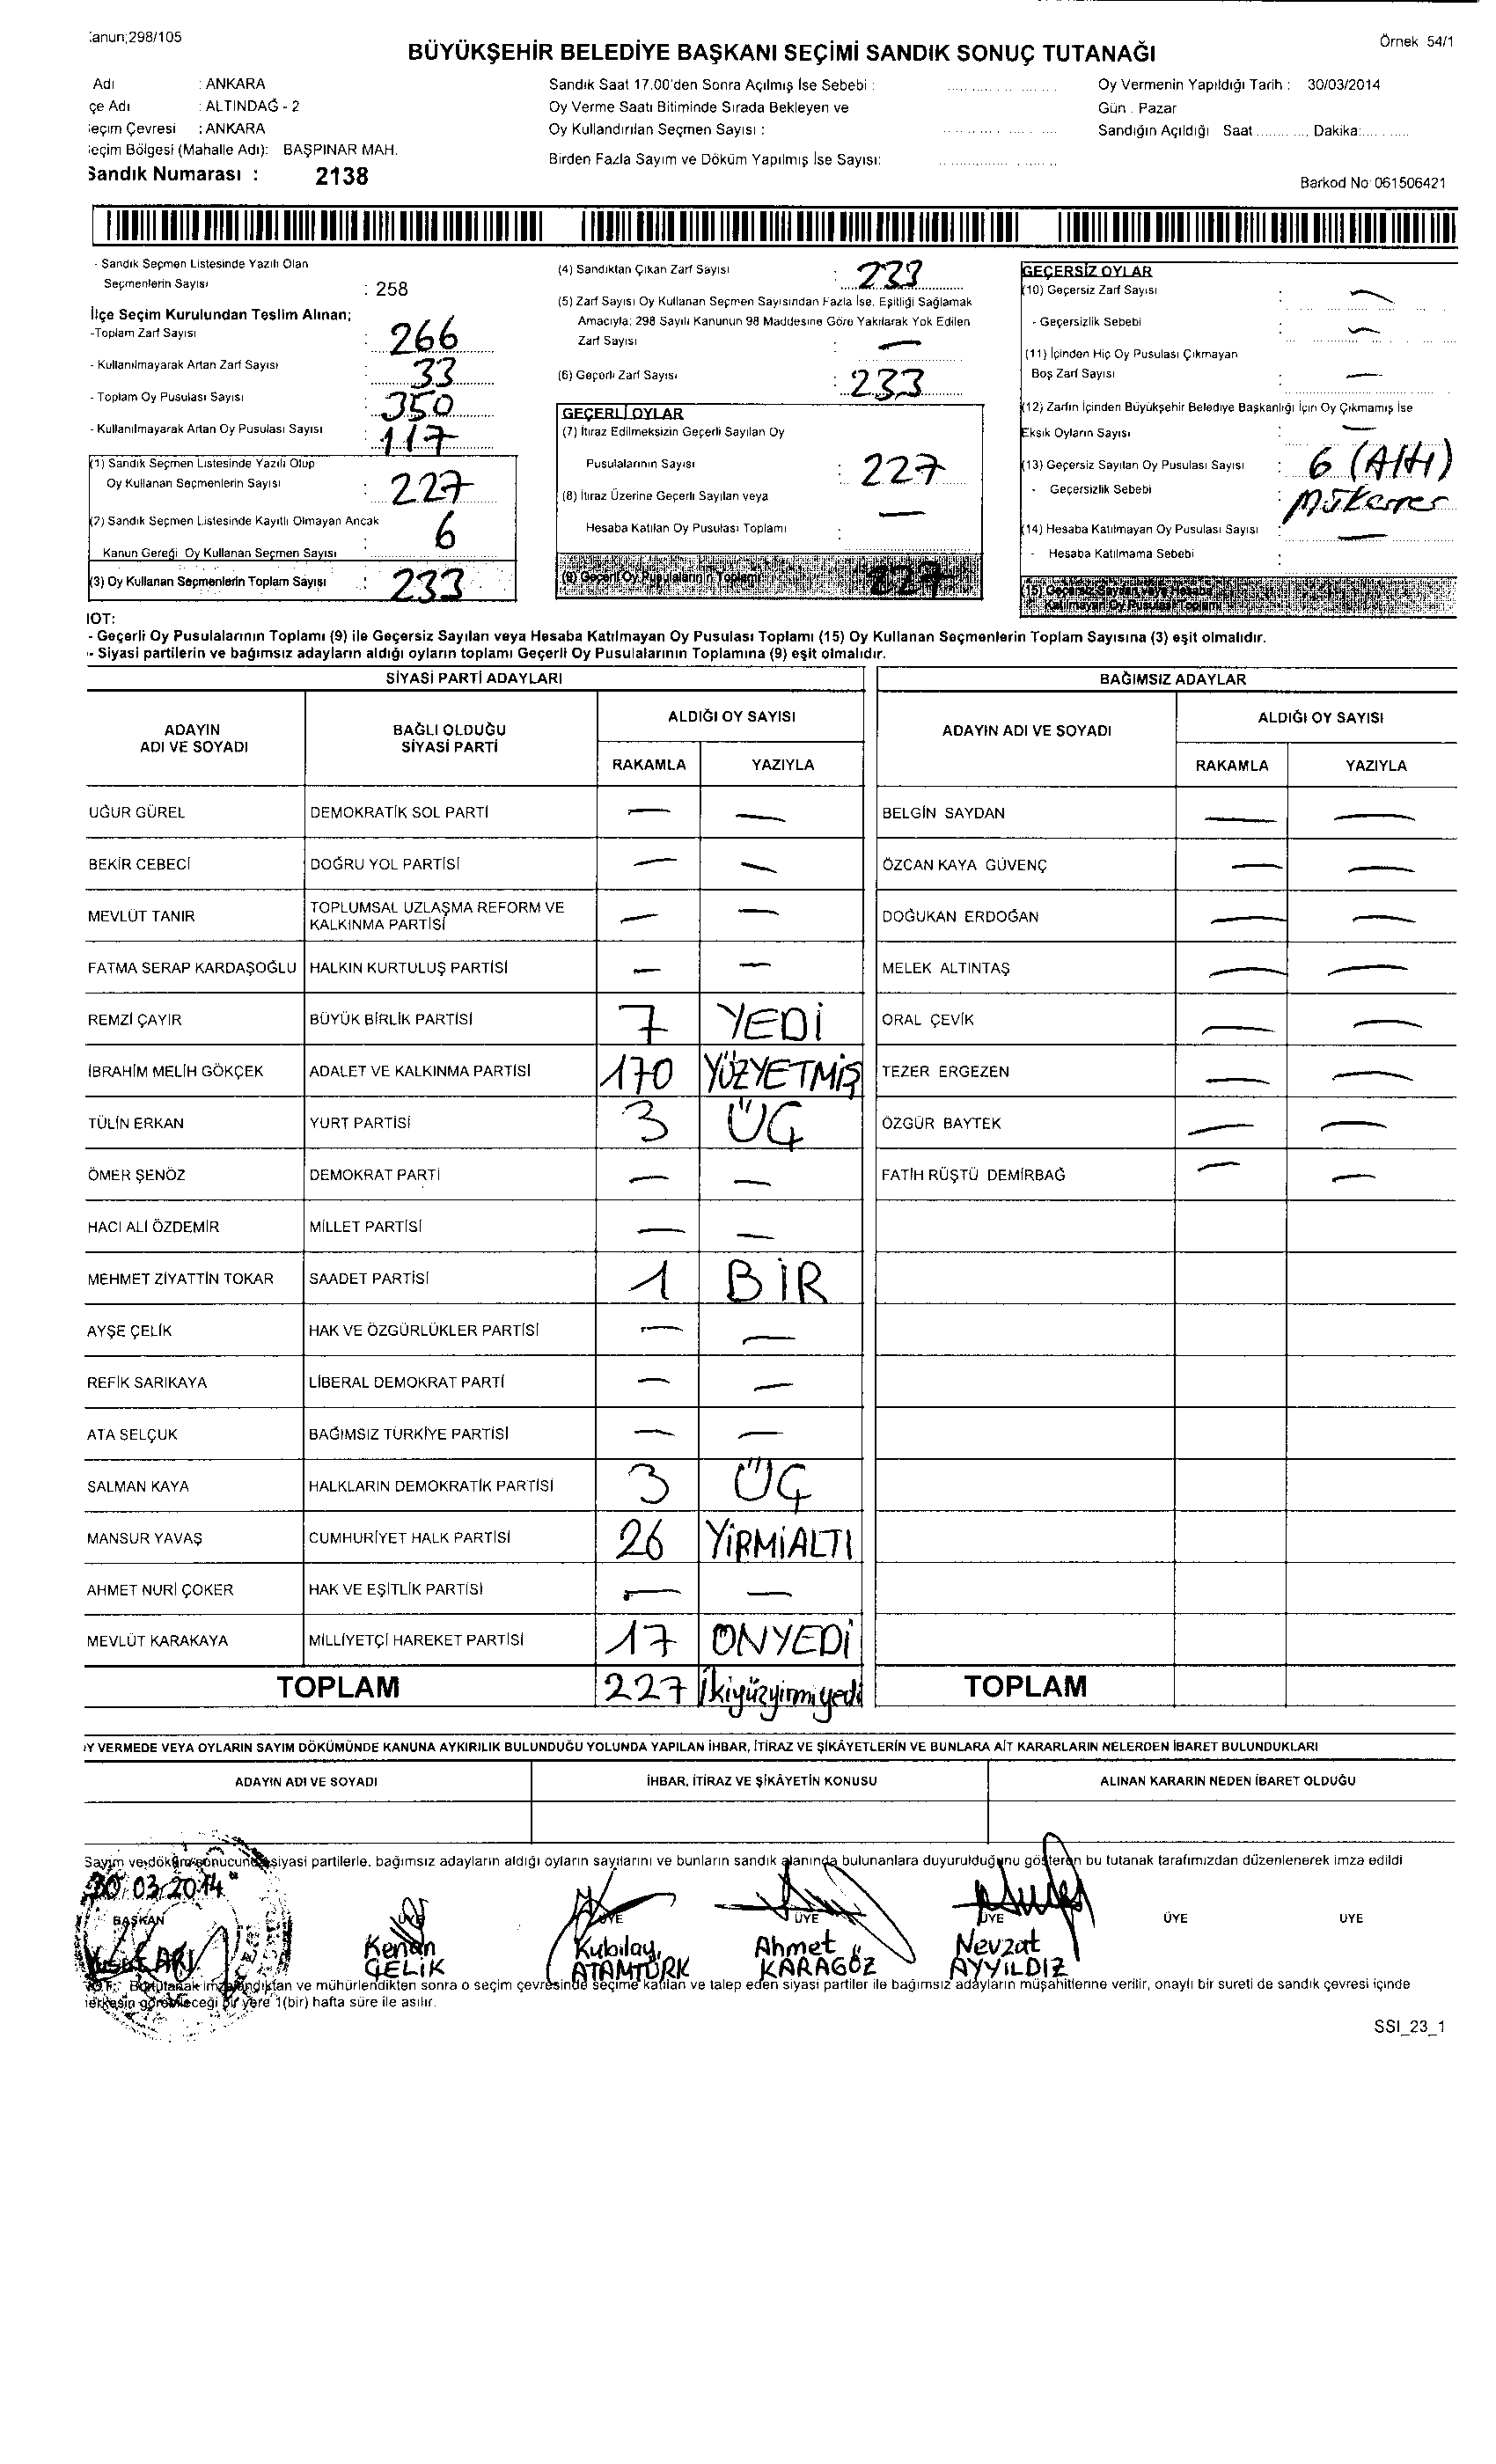 Kanun;298/105
Örnek 54/1
BÜYÜKŞEHİR BELEDİYE BAŞKANI SEÇİMİ SANDIK SONUÇ TUTANAĞI
Adı : ANKARA
çe Adı : ALTINDAĞ - 2
eçim Çevresi : ANKARA
eçim Bölgesi (Mahalle Adı): BAŞPINAR MAH.
Sandık Numarası : 2138
Sandık Saat 17.00'den Sonra Açılmış İse Sebebi :
Oy Verme Saati Bitiminde Sırada Bekleyen ve
Oy Kullandırılan Seçmen Sayısı :
Birden Fazla Sayım ve Döküm Yapılmış İse Sayısı:
Oy Vermenin Yapıldığı Tarih : 30/03/2014
Gün . Pazar
Sandığın Açıldığı Saat ............, Dakika:............
Barkod No: 061506421
- Sandık Seçmen Listesinde Yazılı Olan
Seçmenlerin Sayısı : 258
İlçe Seçim Kurulundan Teslim Alınan;
-Toplam Zarf Sayısı : 266
- Kullanılmayarak Artan Zarf Sayısı : 33
- Toplam Oy Pusulası Sayısı : 350
- Kullanılmayarak Artan Oy Pusulası Sayısı : 117
(1) Sandık Seçmen Listesinde Yazılı Olup
Oy Kullanan Seçmenlerin Sayısı : 227
(2) Sandık Seçmen Listesinde Kayıtlı Olmayan Ancak
Kanun Gereği Oy Kullanan Seçmen Sayısı : 6
(3) Oy Kullanan Seçmenlerin Toplam Sayısı : 233
(4) Sandıktan Çıkan Zarf Sayısı : 233
(5) Zarf Sayısı Oy Kullanan Seçmen Sayısından Fazla İse, Eşitliği Sağlamak
Amacıyla; 298 Sayılı Kanunun 98 Maddesine Göre Yakılarak Yok Edilen
Zarf Sayısı : —
(6) Geçerli Zarf Sayısı : 233
GEÇERLİ OYLAR
(7) İtiraz Edilmeksizin Geçerli Sayılan Oy
Pusulalarının Sayısı : 227
(8) İtiraz Üzerine Geçerli Sayılan veya
Hesaba Katılan Oy Pusulası Toplamı : —
(9) Geçerli Oy Pusulalarının Toplamı : 227
GEÇERSİZ OYLAR
(10) Geçersiz Zarf Sayısı : —
- Geçersizlik Sebebi : —
(11) İçinden Hiç Oy Pusulası Çıkmayan
Boş Zarf Sayısı : —
(12) Zarfın İçinden Büyükşehir Belediye Başkanlığı İçin Oy Çıkmamış İse
Eksik Oyların Sayısı : —
(13) Geçersiz Sayılan Oy Pusulası Sayısı : 6 (Altı)
- Geçersizlik Sebebi : Mükerrer
(14) Hesaba Katılmayan Oy Pusulası Sayısı : —
- Hesaba Katılmama Sebebi :
(15) Geçersiz Sayılan veya Hesaba
Katılmayan Oy Pusulası Toplamı
NOT:
- Geçerli Oy Pusulalarının Toplamı (9) ile Geçersiz Sayılan veya Hesaba Katılmayan Oy Pusulası Toplamı (15) Oy Kullanan Seçmenlerin Toplam Sayısına (3) eşit olmalıdır.
- Siyasi partilerin ve bağımsız adayların aldığı oyların toplamı Geçerli Oy Pusulalarının Toplamına (9) eşit olmalıdır.
SİYASİ PARTİ ADAYLARI
ADAYIN ADI VE SOYADI BAĞLI OLDUĞU SİYASİ PARTİ ALDIĞI OY SAYISI
RAKAMLA YAZIYLA
BAĞIMSIZ ADAYLAR
ADAYIN ADI VE SOYADI ALDIĞI OY SAYISI
RAKAMLA YAZIYLA
UĞUR GÜREL DEMOKRATİK SOL PARTİ — — BELGİN SAYDAN — —
BEKİR CEBECİ DOĞRU YOL PARTİSİ — — ÖZCAN KAYA GÜVENÇ — —
MEVLÜT TANIR TOPLUMSAL UZLAŞMA REFORM VE KALKINMA PARTİSİ — — DOĞUKAN ERDOĞAN — —
FATMA SERAP KARDAŞOĞLU HALKIN KURTULUŞ PARTİSİ — — MELEK ALTINTAŞ — —
REMZİ ÇAYIR BÜYÜK BİRLİK PARTİSİ 7 YEDİ ORAL ÇEVİK — —
İBRAHİM MELİH GÖKÇEK ADALET VE KALKINMA PARTİSİ 170 YÜZYETMİŞ TEZER ERGEZEN — —
TÜLİN ERKAN YURT PARTİSİ 3 ÜÇ ÖZGÜR BAYTEK — —
ÖMER ŞENÖZ DEMOKRAT PARTİ — — FATİH RÜŞTÜ DEMİRBAĞ — —
HACI ALİ ÖZDEMİR MİLLET PARTİSİ — —
MEHMET ZİYATTİN TOKAR SAADET PARTİSİ 1 BİR
AYŞE ÇELİK HAK VE ÖZGÜRLÜKLER PARTİSİ — —
REFİK SARIKAYA LİBERAL DEMOKRAT PARTİ — —
ATA SELÇUK BAĞIMSIZ TÜRKİYE PARTİSİ — —
SALMAN KAYA HALKLARIN DEMOKRATİK PARTİSİ 3 ÜÇ
MANSUR YAVAŞ CUMHURİYET HALK PARTİSİ 26 YİRMİALTI
AHMET NURİ ÇOKER HAK VE EŞİTLİK PARTİSİ — —
MEVLÜT KARAKAYA MİLLİYETÇİ HAREKET PARTİSİ 17 ONYEDİ
TOPLAM 227 İkiyüzyirmiyedi TOPLAM
OY VERMEDE VEYA OYLARIN SAYIM DÖKÜMÜNDE KANUNA AYKIRILIK BULUNDUĞU YOLUNDA YAPILAN İHBAR, İTİRAZ VE ŞİKÂYETLERİN VE BUNLARA AİT KARARLARIN NELERDEN İBARET BULUNDUKLARI
ADAYIN ADI VE SOYADI İHBAR, İTİRAZ VE ŞİKÂYETİN KONUSU ALINAN KARARIN NEDEN İBARET OLDUĞU
Sayım ve döküm sonucunda siyasi partilerle, bağımsız adayların aldığı oyların sayılarını ve bunların sandık alanında bulunanlara duyurulduğunu gösteren bu tutanak tarafımızdan düzenlenerek imza edildi
30/03/2014
BAŞKAN ÜYE ÜYE ÜYE ÜYE ÜYE ÜYE
Kenan ÇELİK
Kubilay ATAMTÜRK
Ahmet KARAGÖZ
Nevzat AYYILDIZ
NOT: Bu tutanak imzalandıktan ve mühürlendikten sonra o seçim çevresinde seçime katılan ve talep eden siyasi partiler ile bağımsız adayların müşahitlerine verilir, onaylı bir sureti de sandık çevresi içinde
herkesin görebileceği bir yere 1(bir) hafta süre ile asılır.
SSI_23_1